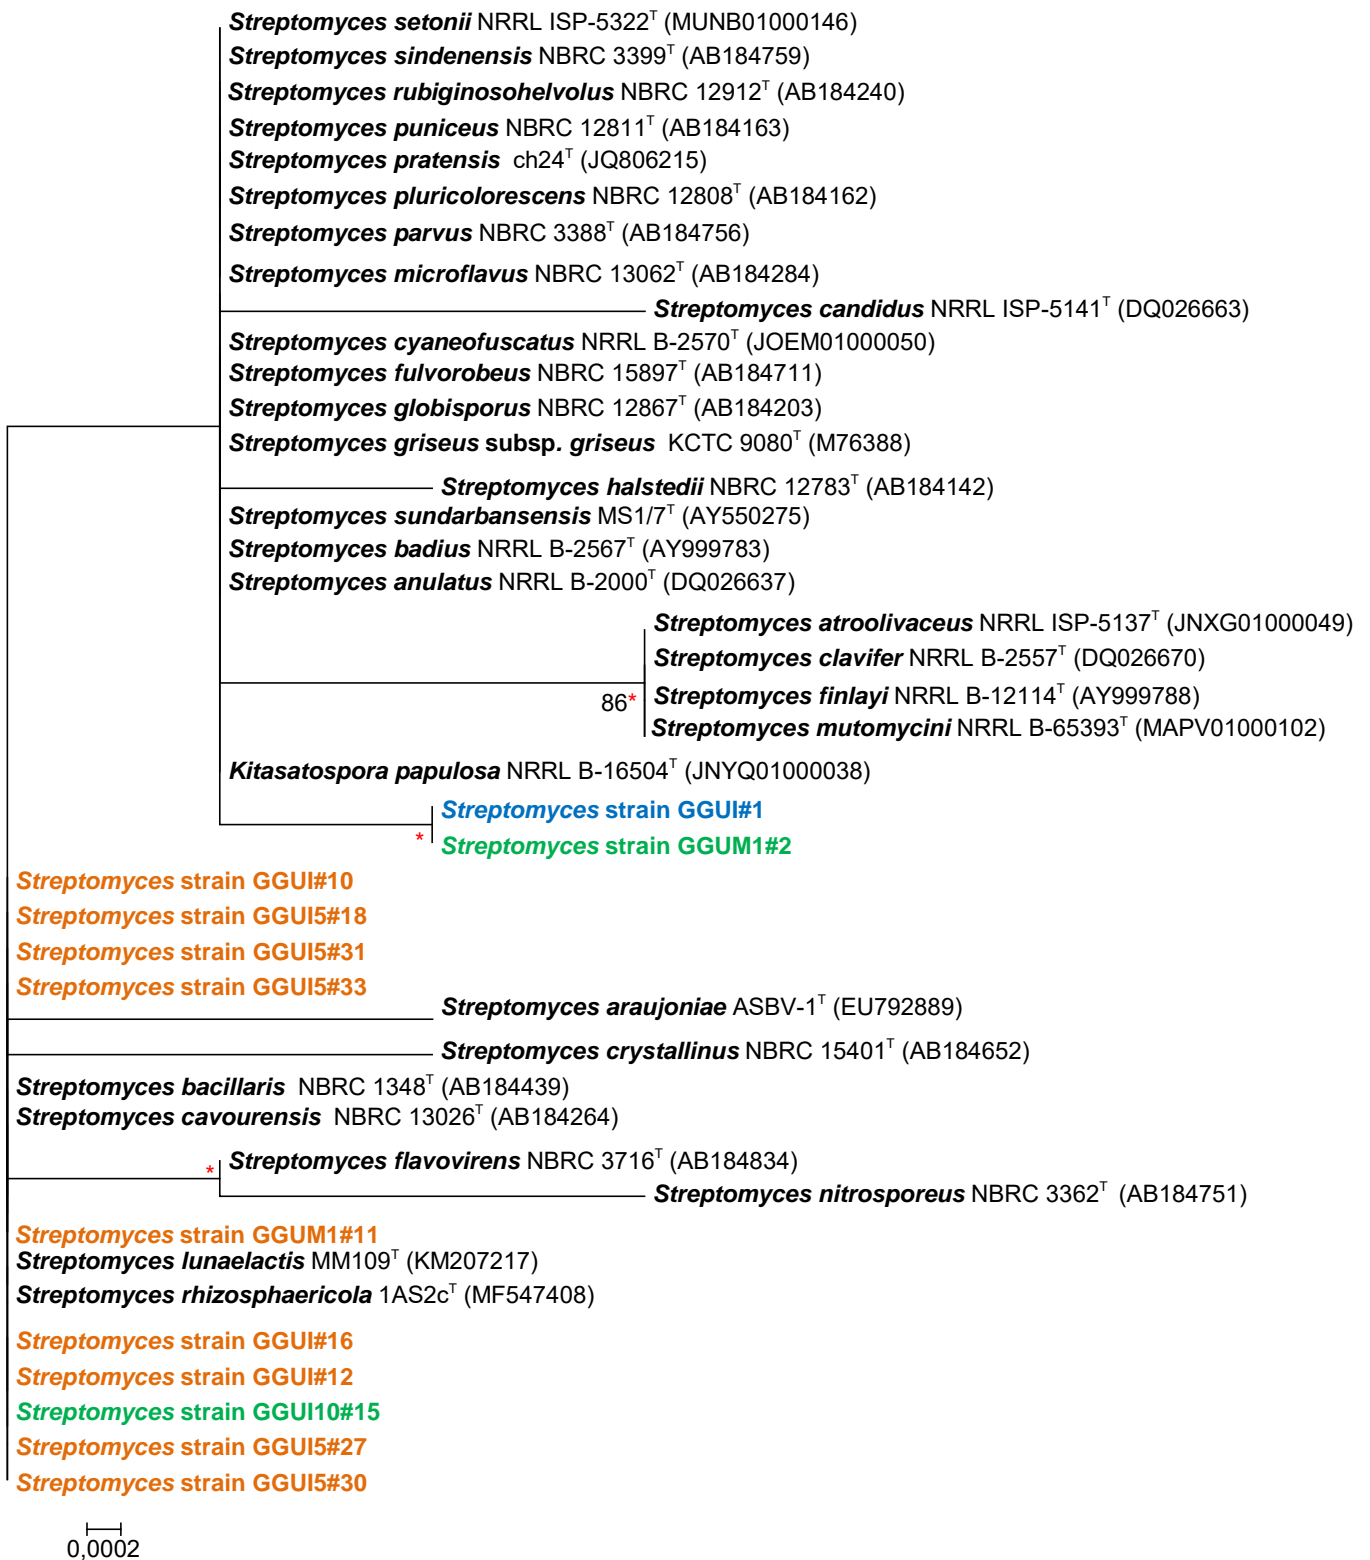 Streptomyces setonii NRRL ISP-5322ᵀ (MUNB01000146)
Streptomyces sindenensis NBRC 3399ᵀ (AB184759)
Streptomyces rubiginosohelvolus NBRC 12912ᵀ (AB184240)
Streptomyces puniceus NBRC 12811ᵀ (AB184163)
Streptomyces pratensis ch24ᵀ (JQ806215)
Streptomyces pluricolorescens NBRC 12808ᵀ (AB184162)
Streptomyces parvus NBRC 3388ᵀ (AB184756)
Streptomyces microflavus NBRC 13062ᵀ (AB184284)
Streptomyces candidus NRRL ISP-5141ᵀ (DQ026663)
Streptomyces cyaneofuscatus NRRL B-2570ᵀ (JOEM01000050)
Streptomyces fulvorobeus NBRC 15897ᵀ (AB184711)
Streptomyces globisporus NBRC 12867ᵀ (AB184203)
Streptomyces griseus subsp. griseus KCTC 9080ᵀ (M76388)
Streptomyces halstedii NBRC 12783ᵀ (AB184142)
Streptomyces sundarbansensis MS1/7ᵀ (AY550275)
Streptomyces badius NRRL B-2567ᵀ (AY999783)
Streptomyces anulatus NRRL B-2000ᵀ (DQ026637)
Streptomyces atroolivaceus NRRL ISP-5137ᵀ (JNXG01000049)
Streptomyces clavifer NRRL B-2557ᵀ (DQ026670)
86* Streptomyces finlayi NRRL B-12114ᵀ (AY999788)
Streptomyces mutomycini NRRL B-65393ᵀ (MAPV01000102)
Kitasatospora papulosa NRRL B-16504ᵀ (JNYQ01000038)
Streptomyces strain GGUI#1
* Streptomyces strain GGUM1#2
Streptomyces strain GGUI#10
Streptomyces strain GGUI5#18
Streptomyces strain GGUI5#31
Streptomyces strain GGUI5#33
Streptomyces araujoniae ASBV-1ᵀ (EU792889)
Streptomyces crystallinus NBRC 15401ᵀ (AB184652)
Streptomyces bacillaris NBRC 1348ᵀ (AB184439)
Streptomyces cavourensis NBRC 13026ᵀ (AB184264)
* Streptomyces flavovirens NBRC 3716ᵀ (AB184834)
Streptomyces nitrosporeus NBRC 3362ᵀ (AB184751)
Streptomyces strain GGUM1#11
Streptomyces lunaelactis MM109ᵀ (KM207217)
Streptomyces rhizosphaericola 1AS2cᵀ (MF547408)
Streptomyces strain GGUI#16
Streptomyces strain GGUI#12
Streptomyces strain GGUI10#15
Streptomyces strain GGUI5#27
Streptomyces strain GGUI5#30
0,0002